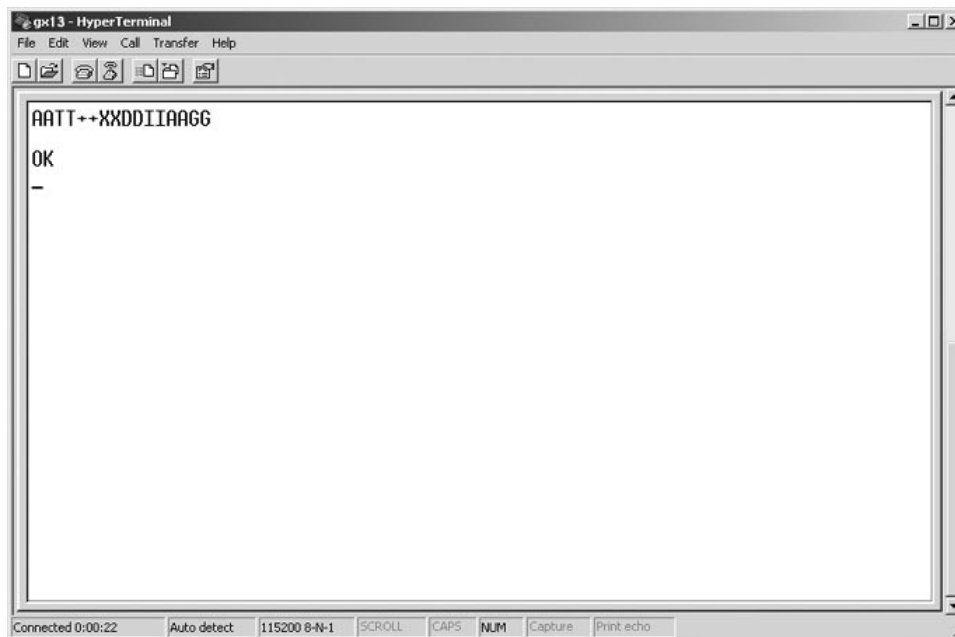 gx13 - HyperTerminal
File Edit View Call Transfer Help
AATT++XXDDIIAAGG
OK
Connected 0:00:22 Auto detect 115200 8-N-1 SCROLL CAPS NUM Capture Print echo